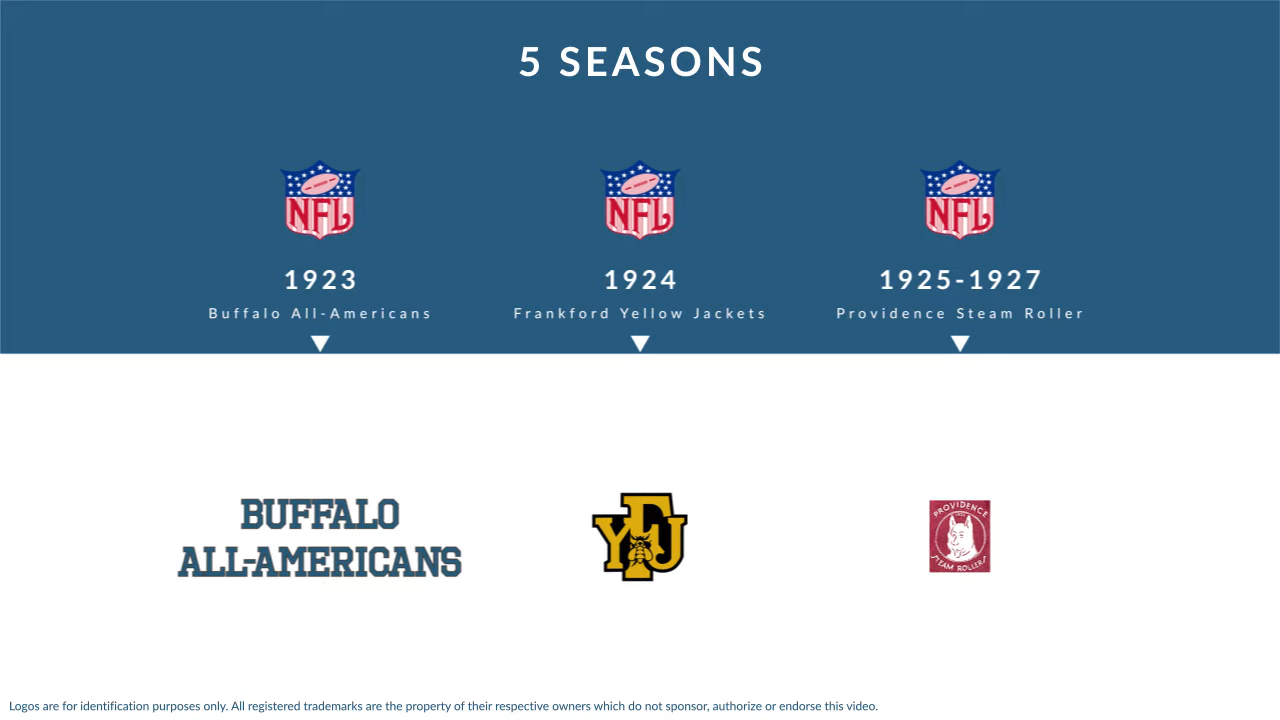 5 SEASONS
NFL NFL NFL
1923 1924 1925-1927
Buffalo All-Americans Frankford Yellow Jackets Providence Steam Roller
BUFFALO
ALL-AMERICANS
FYJ
PROVIDENCE
STEAM ROLLER
Logos are for identification purposes only. All registered trademarks are the property of their respective owners which do not sponsor, authorize or endorse this video.